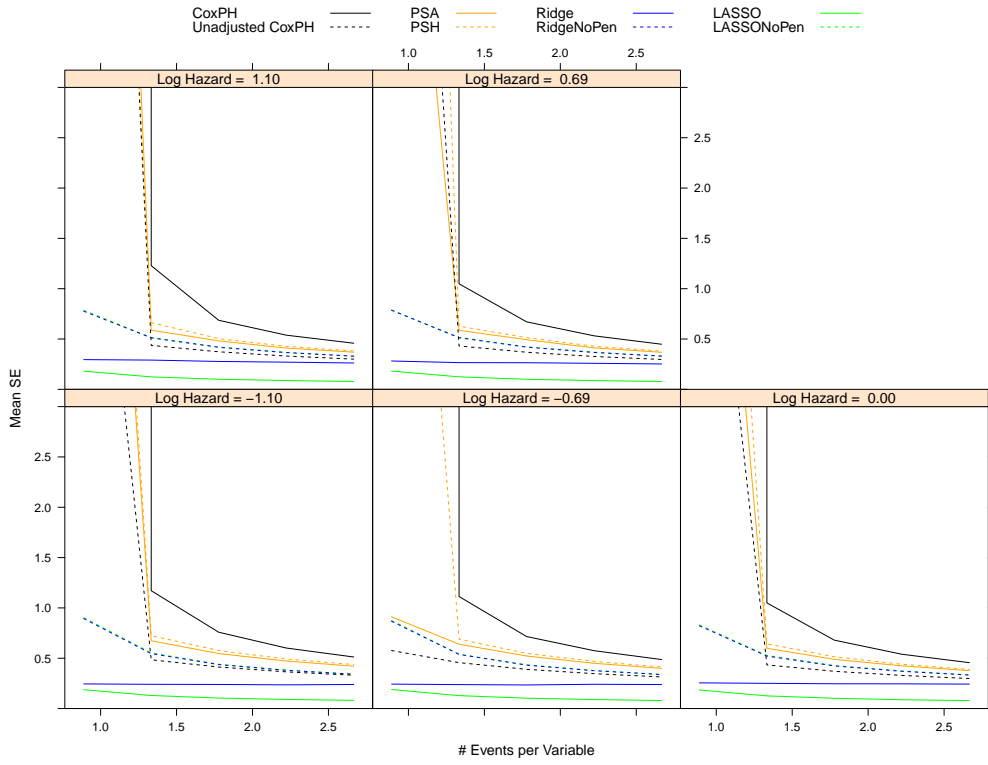 CoxPH PSA Ridge LASSO
Unadjusted CoxPH PSH RidgeNoPen LASSONoPen
1.0 1.5 2.0 2.5
Log Hazard = 1.10 Log Hazard = 0.69
2.5
2.0
1.5
1.0
0.5
Log Hazard = −1.10 Log Hazard = −0.69 Log Hazard = 0.00
Mean SE
2.5
2.0
1.5
1.0
0.5
1.0 1.5 2.0 2.5 1.0 1.5 2.0 2.5
# Events per Variable